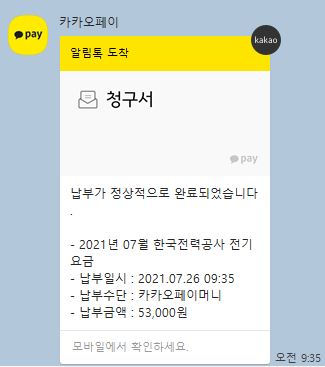 pay
카카오페이
알림톡 도착
kakao
청구서
pay
납부가 정상적으로 완료되었습니다
.
- 2021년 07월 한국전력공사 전기
요금
- 납부일시 : 2021.07.26 09:35
- 납부수단 : 카카오페이머니
- 납부금액 : 53,000원
모바일에서 확인하세요.
오전 9:35